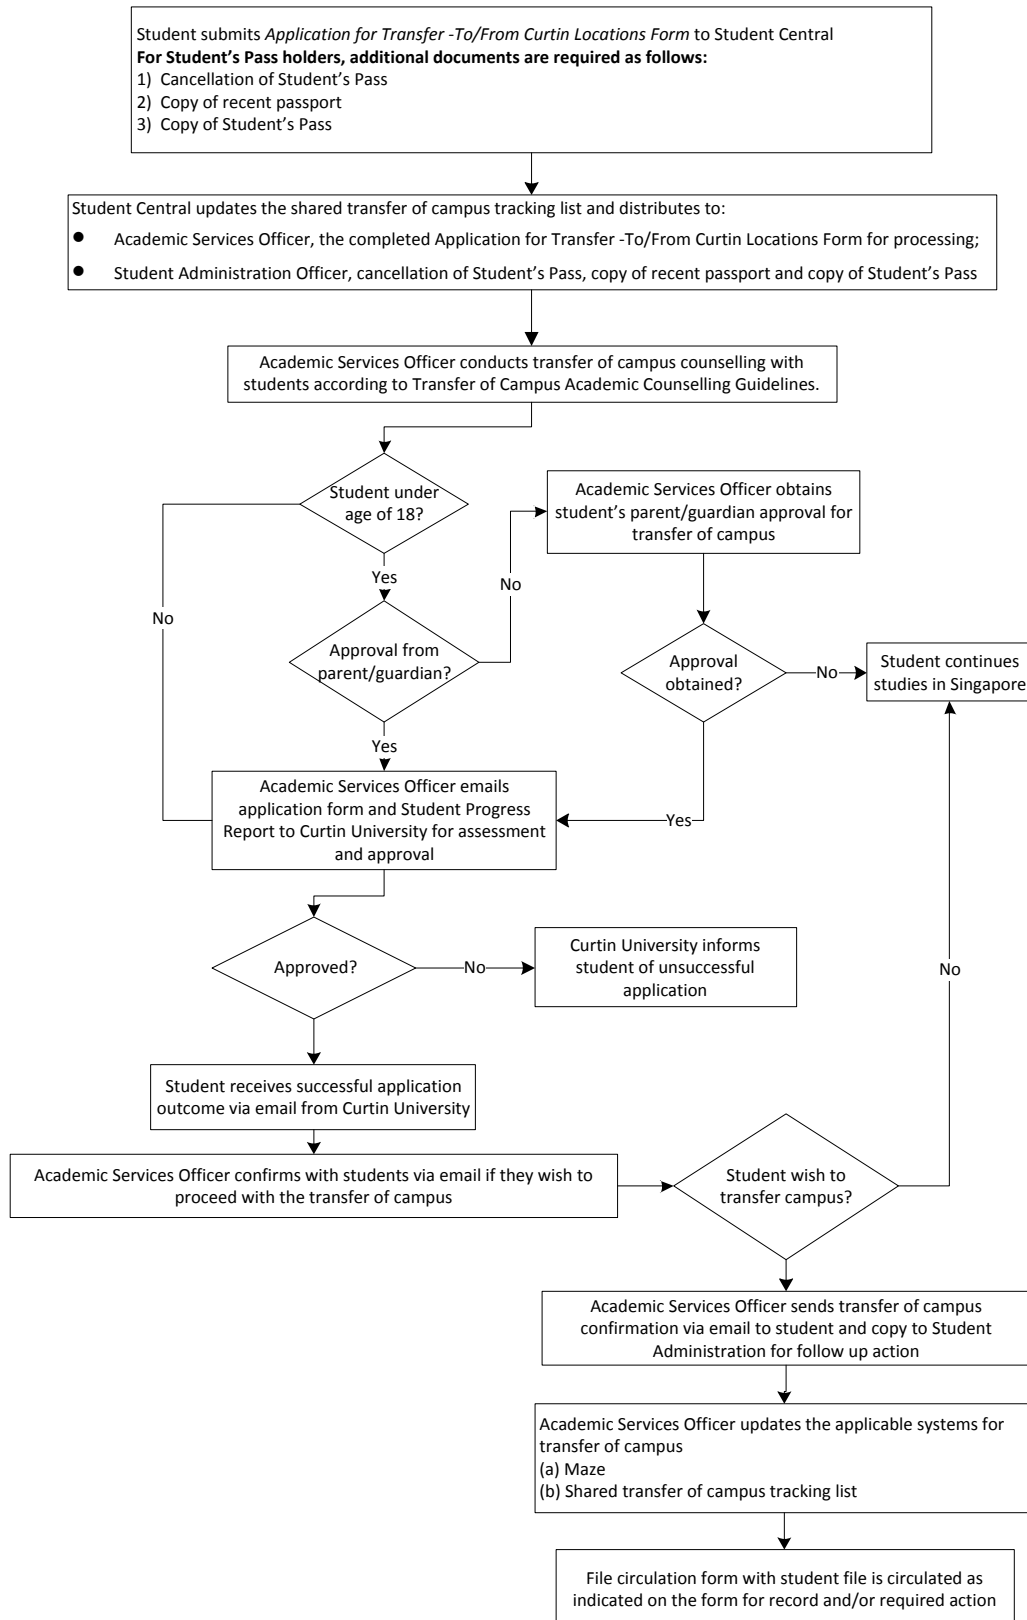 Student submits Application for Transfer -To/From Curtin Locations Form to Student Central
For Student’s Pass holders, additional documents are required as follows:
1) Cancellation of Student’s Pass
2) Copy of recent passport
3) Copy of Student’s Pass
Student Central updates the shared transfer of campus tracking list and distributes to:
● Academic Services Officer, the completed Application for Transfer -To/From Curtin Locations Form for processing;
● Student Administration Officer, cancellation of Student’s Pass, copy of recent passport and copy of Student’s Pass
Academic Services Officer conducts transfer of campus counselling with
students according to Transfer of Campus Academic Counselling Guidelines.
Student under
age of 18?
Academic Services Officer obtains
student’s parent/guardian approval for
transfer of campus
Yes
No
No
Approval from
parent/guardian?
Approval
obtained?
No
Student continues
studies in Singapore
Yes
Academic Services Officer emails
application form and Student Progress
Report to Curtin University for assessment
and approval
Yes
Approved?
No
Curtin University informs
student of unsuccessful
application
No
Student receives successful application
outcome via email from Curtin University
Academic Services Officer confirms with students via email if they wish to
proceed with the transfer of campus
Student wish to
transfer campus?
Academic Services Officer sends transfer of campus
confirmation via email to student and copy to Student
Administration for follow up action
Academic Services Officer updates the applicable systems for
transfer of campus
(a) Maze
(b) Shared transfer of campus tracking list
File circulation form with student file is circulated as
indicated on the form for record and/or required action